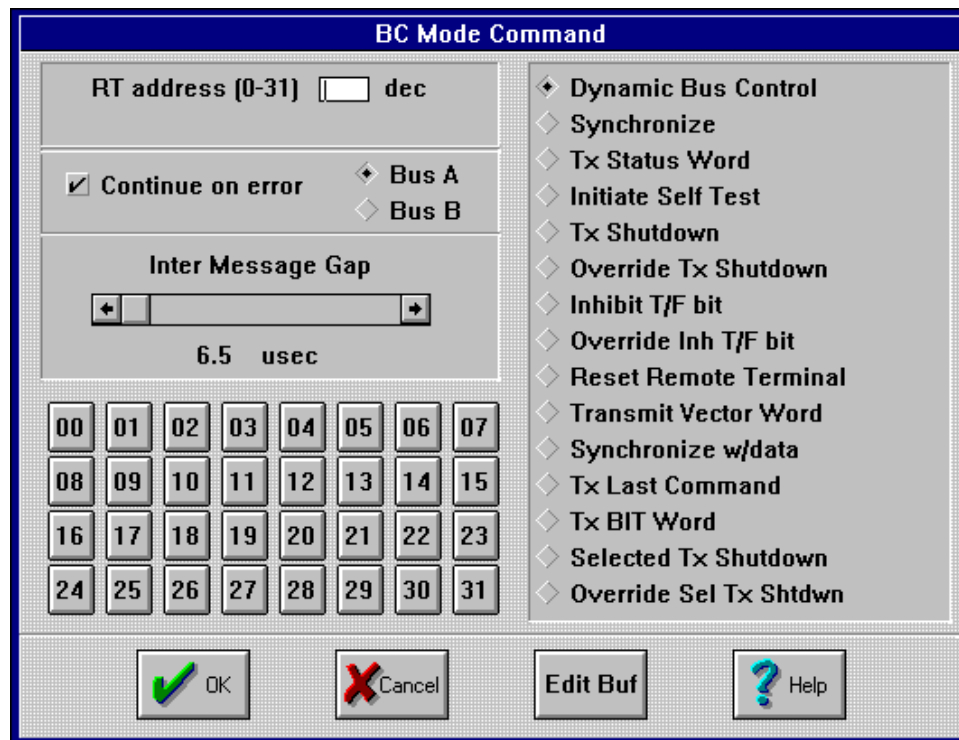 BC Mode Command
RT address (0-31) dec
Continue on error
Bus A
Bus B
Inter Message Gap
6.5 usec
00 01 02 03 04 05 06 07
08 09 10 11 12 13 14 15
16 17 18 19 20 21 22 23
24 25 26 27 28 29 30 31
Dynamic Bus Control
Synchronize
Tx Status Word
Initiate Self Test
Tx Shutdown
Override Tx Shutdown
Inhibit T/F bit
Override Inh T/F bit
Reset Remote Terminal
Transmit Vector Word
Synchronize w/data
Tx Last Command
Tx BIT Word
Selected Tx Shutdown
Override Sel Tx Shtdwn
OK Cancel Edit Buf Help